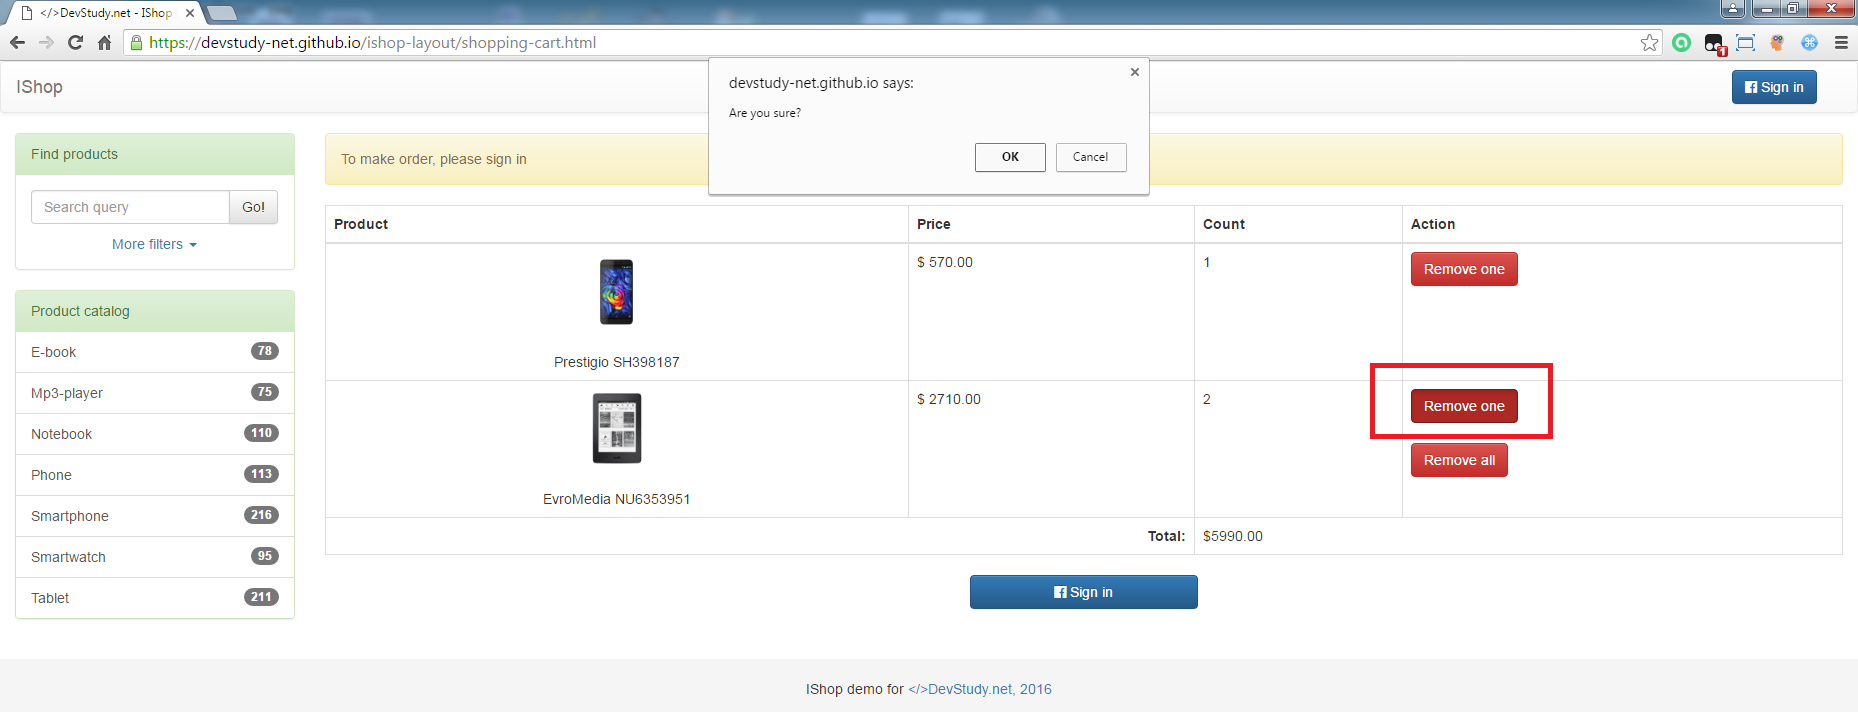 </>DevStudy.net - IShop
https://devstudy-net.github.io/ishop-layout/shopping-cart.html
1
IShop
Sign in
devstudy-net.github.io says:
Are you sure?
OK
Cancel
Find products
Search query
Go!
More filters
Product catalog
E-book 78
Mp3-player 75
Notebook 110
Phone 113
Smartphone 216
Smartwatch 95
Tablet 211
To make order, please sign in
Product Price Count Action
$ 570.00 1 Remove one
Prestigio SH398187
$ 2710.00 2 Remove one
Remove all
EvroMedia NU6353951
Total: $5990.00
Sign in
IShop demo for </>DevStudy.net, 2016